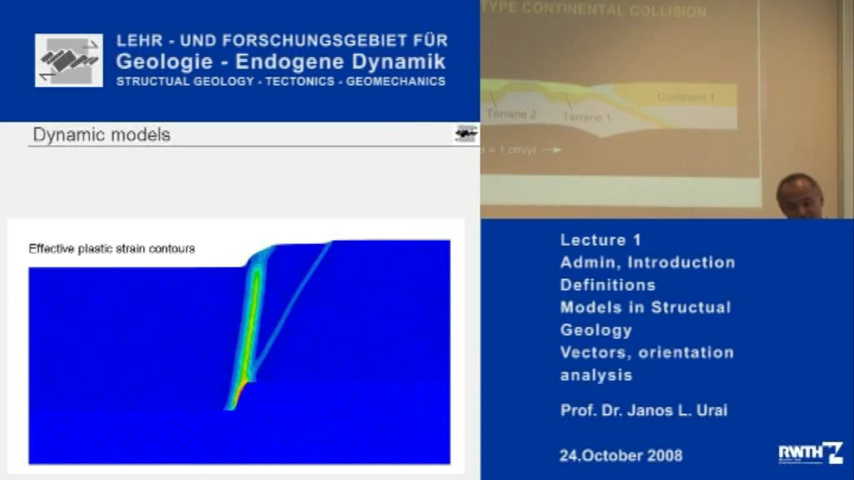 LEHR - UND FORSCHUNGSGEBIET FÜR
Geologie - Endogene Dynamik
STRUCTURAL GEOLOGY - TECTONICS - GEOMECHANICS
Dynamic models
Effective plastic strain contours
TYPE CONTINENTAL COLLISION
Continent 1
Terrane 2
Terrane 1
= 1 cm/yr
Lecture 1
Admin, Introduction
Definitions
Models in Structual
Geology
Vectors, orientation
analysis
Prof. Dr. Janos L. Urai
24.October 2008
RWTH